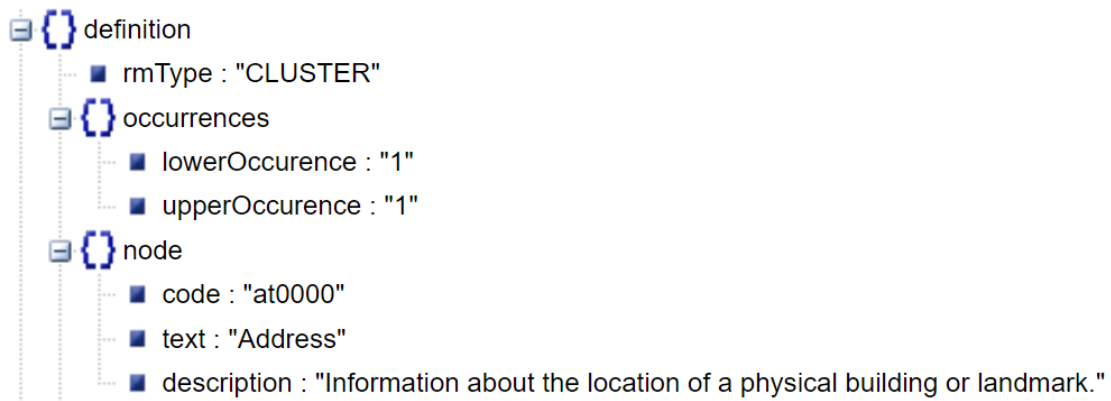 definition
rmType : "CLUSTER"
occurrences
lowerOccurence : "1"
upperOccurence : "1"
node
code : "at0000"
text : "Address"
description : "Information about the location of a physical building or landmark."